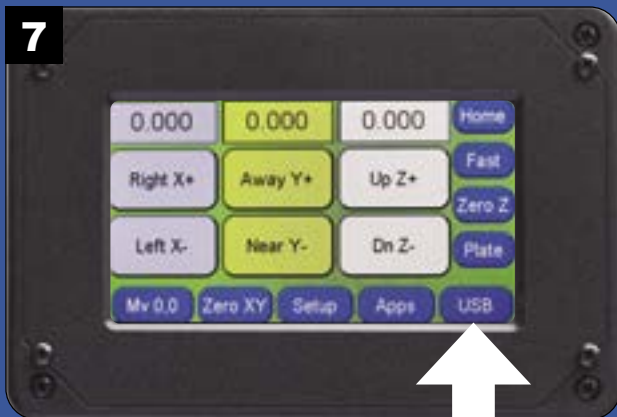 7
0.000 0.000 0.000 Home
Right X+ Away Y+ Up Z+ Fast
Zero Z
Left X- Near Y- Dn Z- Plate
Mv 0,0 Zero XY Setup Apps USB